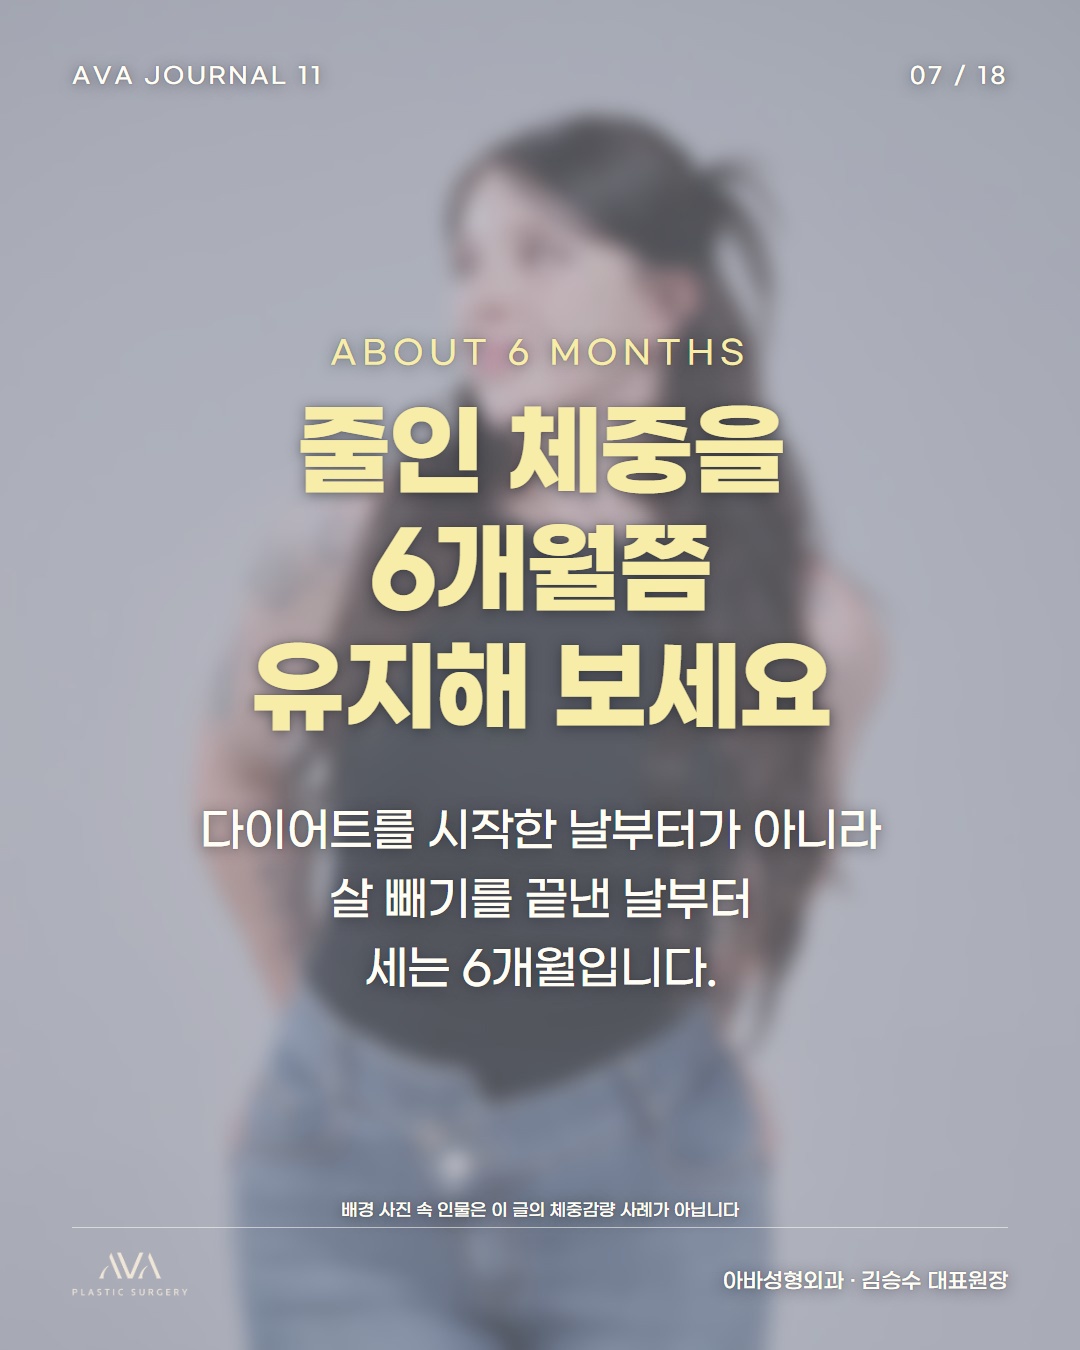 AVA JOURNAL 11
07 / 18
ABOUT 6 MONTHS
줄인 체중을
6개월쯤
유지해 보세요
다이어트를 시작한 날부터가 아니라
살 빼기를 끝낸 날부터
세는 6개월입니다.
배경 사진 속 인물은 이 글의 체중감량 사례가 아닙니다
AVA
PLASTIC SURGERY
아바성형외과 · 김승수 대표원장